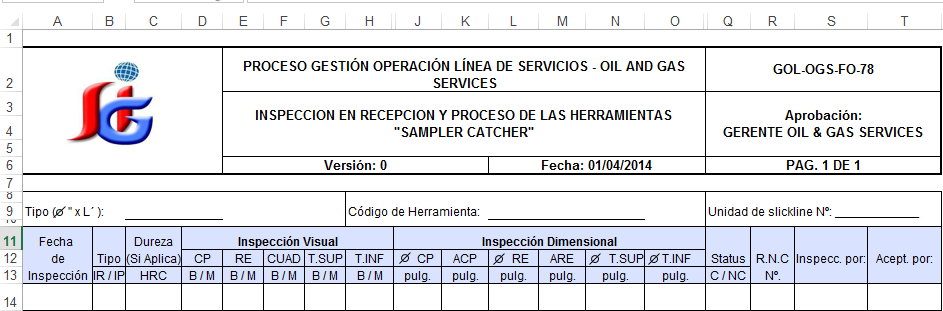 A B C D E F G H I J K L M N O Q R S T
1
2
3
4
5
6
7
8
9
10
11
12
13
14
PROCESO GESTIÓN OPERACIÓN LÍNEA DE SERVICIOS - OIL AND GAS
SERVICES
GOL-OGS-FO-78
INSPECCION EN RECEPCION Y PROCESO DE LAS HERRAMIENTAS
"SAMPLER CATCHER"
Aprobación:
GERENTE OIL & GAS SERVICES
Versión: 0 Fecha: 01/04/2014 PAG. 1 DE 1
Tipo (Ø " x L´ ): ____________ Código de Herramienta: ____________ Unidad de slickline Nº: ____________
Fecha Dureza Inspección Visual Inspección Dimensional
de Tipo (Si Aplica) CP RE CUAD T.SUP T.INF Ø CP ACP Ø RE ARE Ø T.SUP Ø T.INF Status R.N.C Inspecc. por: Acept. por:
Inspección IR / IP HRC B / M B / M B / M B / M B / M pulg. pulg. pulg. pulg. pulg. pulg. C / NC Nº.